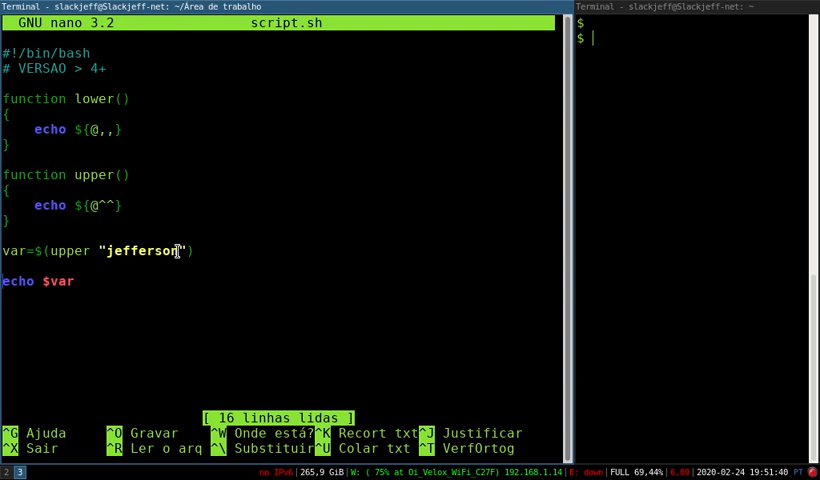 Terminal - slackjeff@Slackjeff-net: ~/Área de trabalho
GNU nano 3.2 script.sh
#!/bin/bash
# VERSAO > 4+
function lower()
{
echo ${@,,}
}
function upper()
{
echo ${@^^}
}
var=$(upper "jefferson")
echo $var
[ 16 linhas lidas ]
^G Ajuda ^O Gravar ^W Onde está? ^K Recort txt ^J Justificar
^X Sair ^R Ler o arq ^\ Substituir ^U Colar txt ^T VerfOrtog
Terminal - slackjeff@Slackjeff-net: ~
$
$
2 3 no IPv6|265,9 GiB|W: ( 75% at Oi_Velox_WiFi_C27F) 192.168.1.14|E: down|FULL 69,44%|6.09|2020-02-24 19:51:40 PT